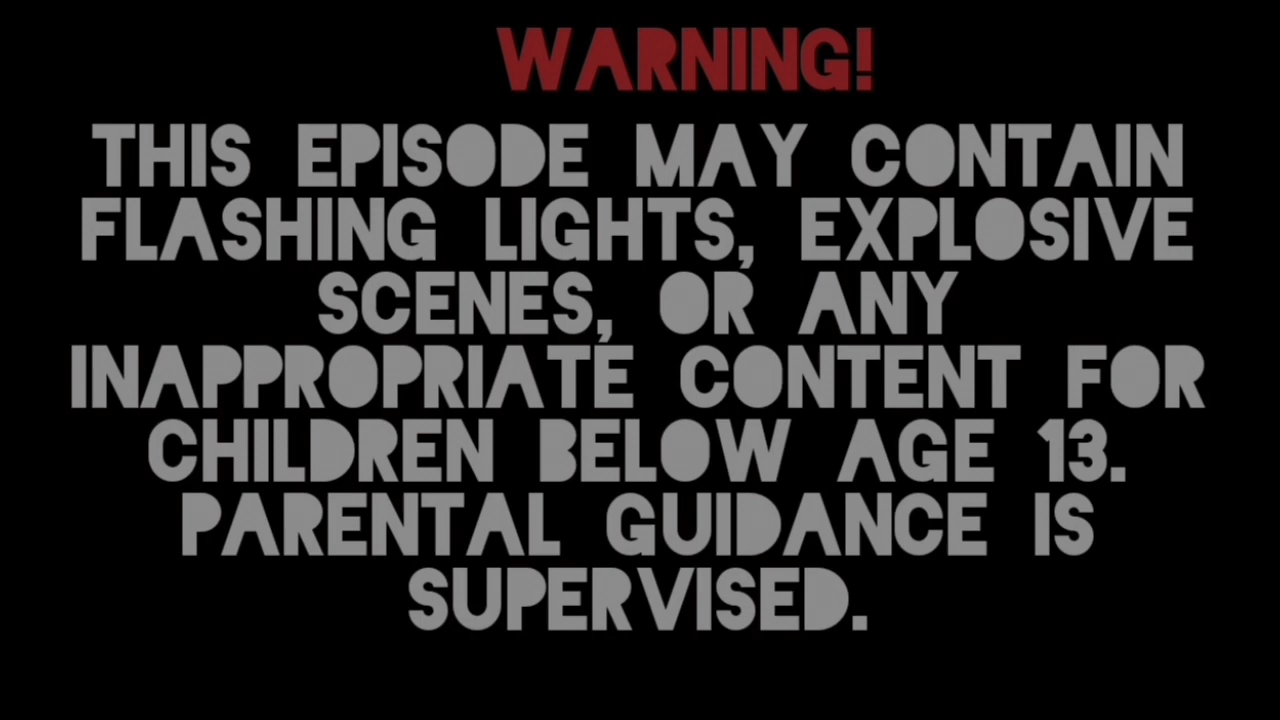 WARNING!
THIS EPISODE MAY CONTAIN
FLASHING LIGHTS, EXPLOSIVE
SCENES, OR ANY
INAPPROPRIATE CONTENT FOR
CHILDREN BELOW AGE 13.
PARENTAL GUIDANCE IS
SUPERVISED.